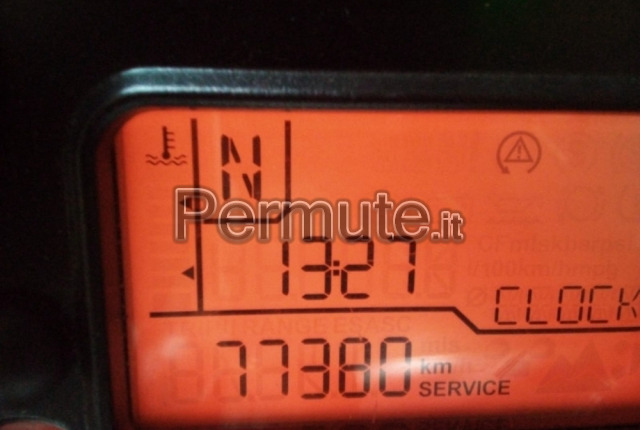 N
Permute.it
13:27
CLOCK
77380 km
SERVICE